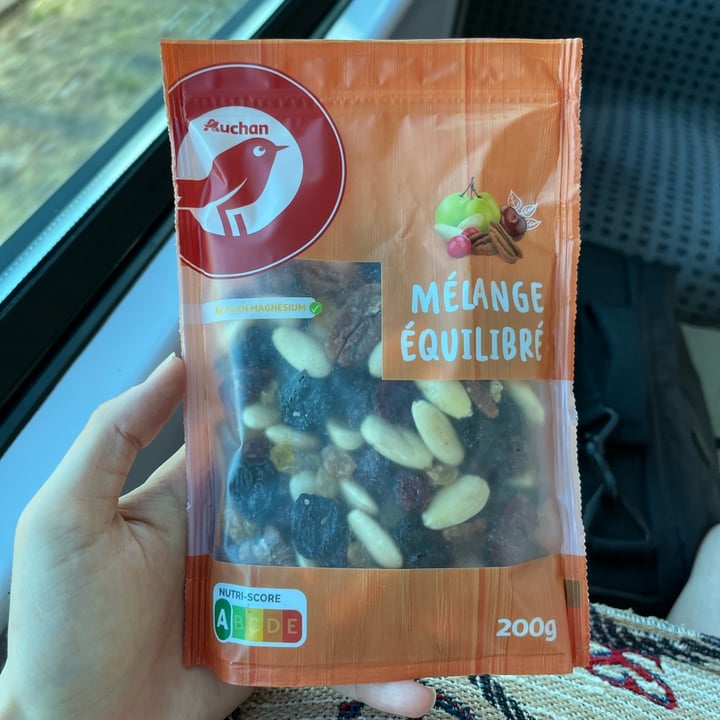 Auchan
RICHE EN MAGNÉSIUM
MÉLANGE
ÉQUILIBRÉ
NUTRI-SCORE
A B C D E
200g